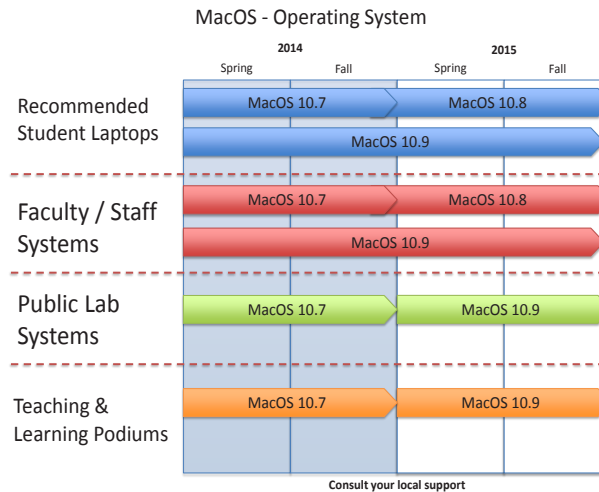 MacOS - Operating System
2014 2015
Spring Fall Spring Fall
Recommended
Student Laptops
MacOS 10.7 MacOS 10.8
MacOS 10.9
Faculty / Staff
Systems
MacOS 10.7 MacOS 10.8
MacOS 10.9
Public Lab
Systems
MacOS 10.7 MacOS 10.9
Teaching &
Learning Podiums
MacOS 10.7 MacOS 10.9
Consult your local support